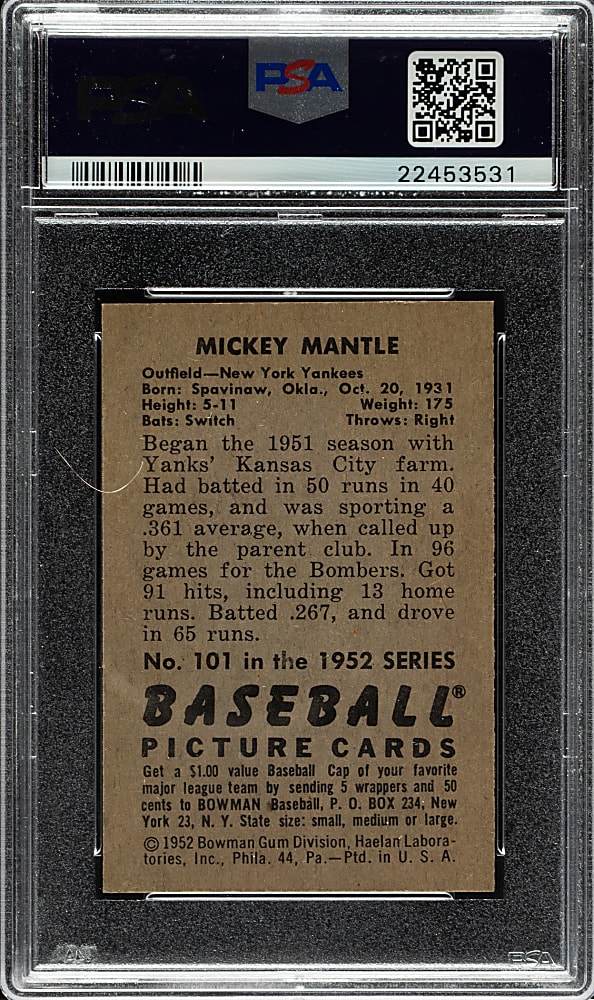 PSA
PSA
22453531
MICKEY MANTLE
Outfield—New York Yankees
Born: Spavinaw, Okla., Oct. 20, 1931
Height: 5-11 Weight: 175
Bats: Switch Throws: Right
Began the 1951 season with
Yanks' Kansas City farm.
Had batted in 50 runs in 40
games, and was sporting a
.361 average, when called up
by the parent club. In 96
games for the Bombers. Got
91 hits, including 13 home
runs. Batted .267, and drove
in 65 runs.
No. 101 in the 1952 SERIES
BASEBALL®
PICTURE CARDS
Get a $1.00 value Baseball Cap of your favorite
major league team by sending 5 wrappers and 50
cents to BOWMAN Baseball, P. O. BOX 234, New
York 23, N. Y. State size: small, medium or large.
© 1952 Bowman Gum Division, Haelan Labora-
tories, Inc., Phila. 44, Pa.—Ptd. in U. S. A.
PSA